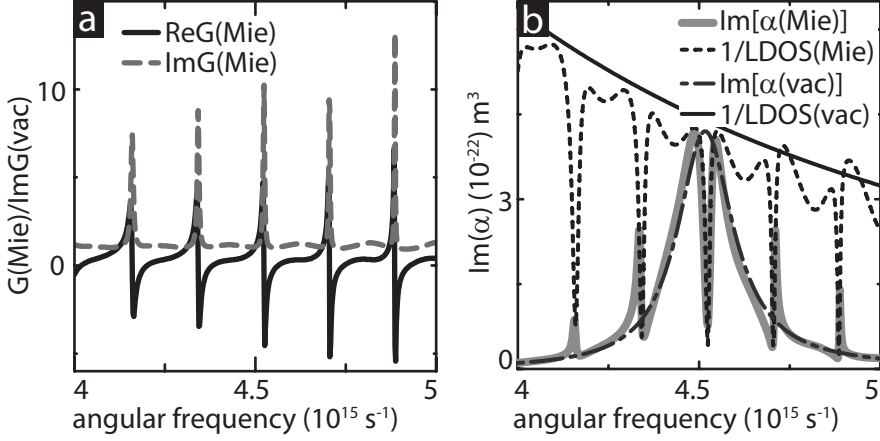 a
ReG(Mie)
ImG(Mie)
G(Mie)/ImG(vac)
10
0
4
4.5
5
angular frequency (10¹⁵ s⁻¹)
b
Im[α(Mie)]
1/LDOS(Mie)
Im[α(vac)]
1/LDOS(vac)
Im(α) (10⁻²²) m³
3
0
4
4.5
5
angular frequency (10¹⁵ s⁻¹)